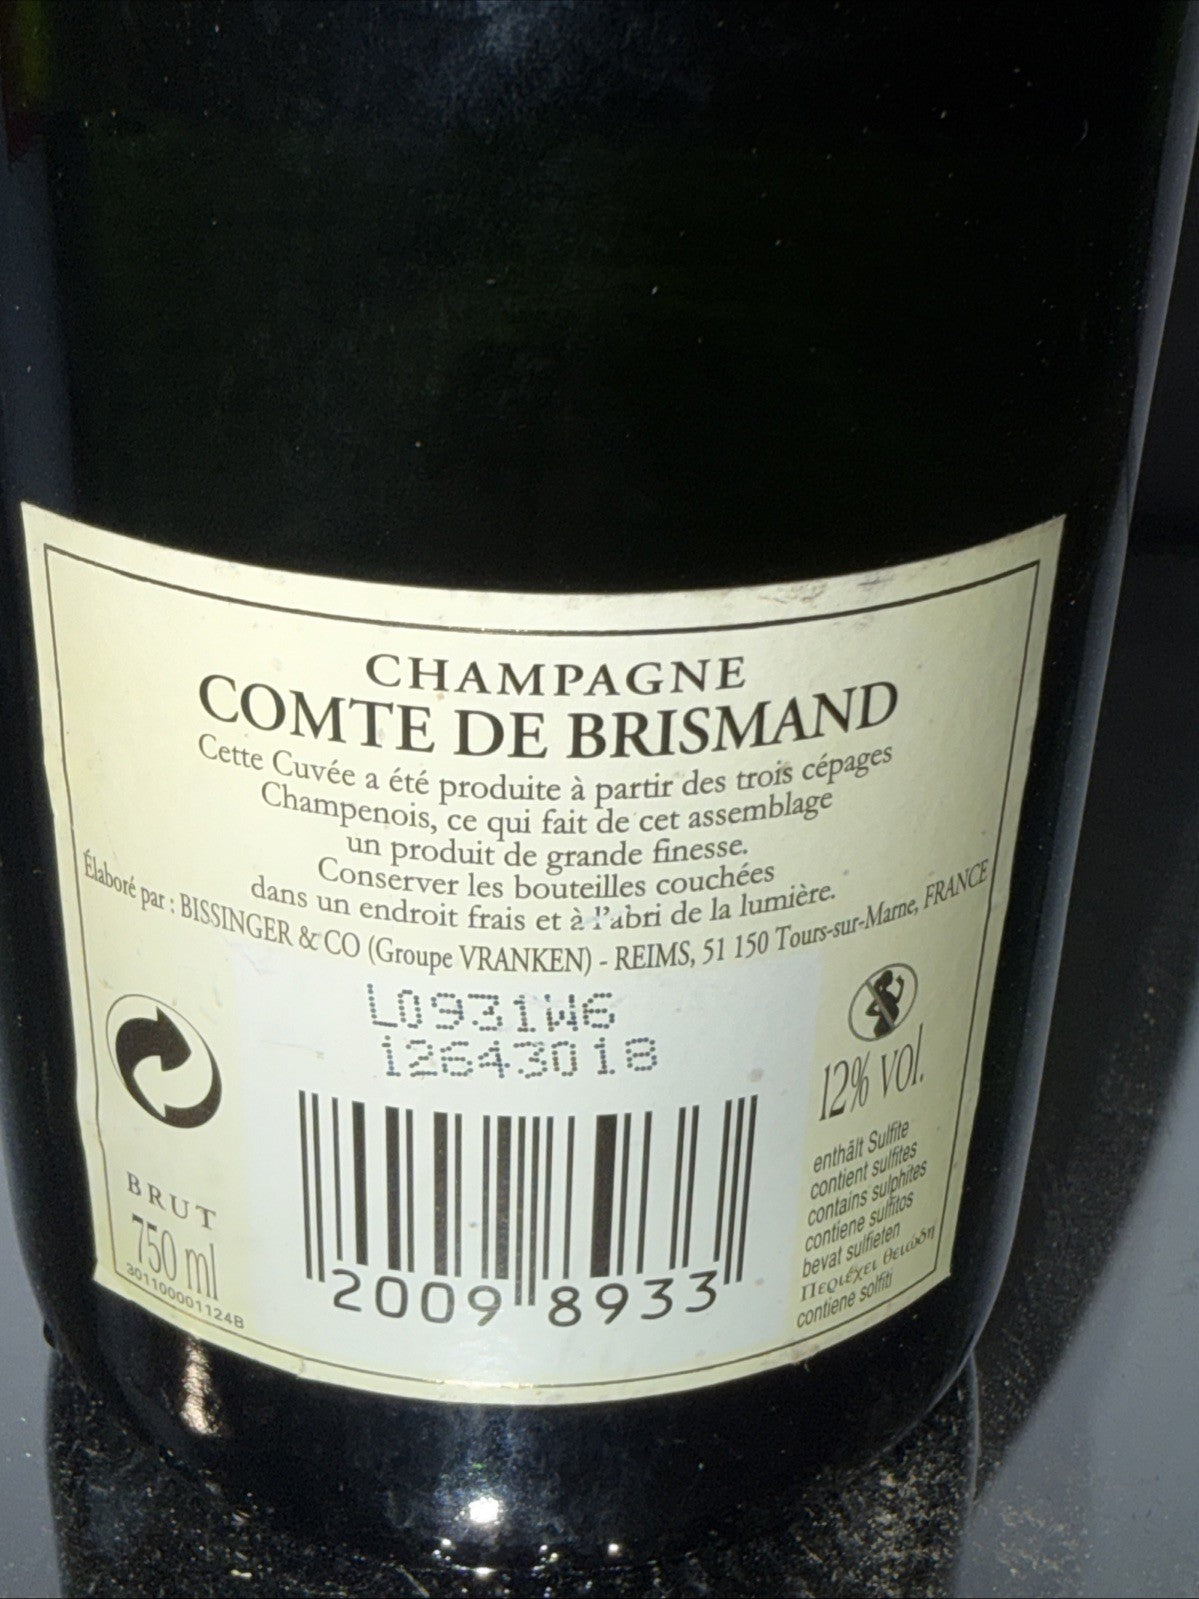 CHAMPAGNE
COMTE DE BRISMAND
Cette Cuvée a été produite à partir des trois cépages
Champenois, ce qui fait de cet assemblage
un produit de grande finesse.
Conserver les bouteilles couchées
dans un endroit frais et à l'abri de la lumière.
Élaboré par : BISSINGER & CO (Groupe VRANKEN) - REIMS, 51 150 Tours-sur-Marne, FRANCE
L0931W6
12643018
12% vol.
enthält Sulfite
contient sulfites
contains sulphites
contiene sulfitos
bevat sulfieten
Περιέχει θειώδη
contiene solfiti
BRUT
750 ml
301100001124B
2009 8933